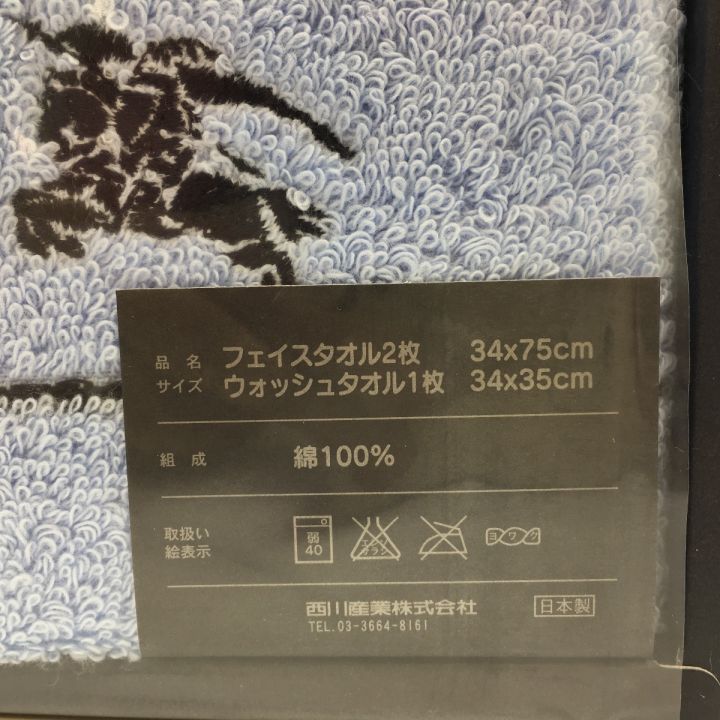 品名 フェイスタオル2枚 34x75cm
サイズ ウォッシュタオル1枚 34x35cm
組成 綿100%
取扱い
絵表示
弱
40
エンソ
サラシ
ヨワク
西川産業株式会社 日本製
TEL.03-3664-8161